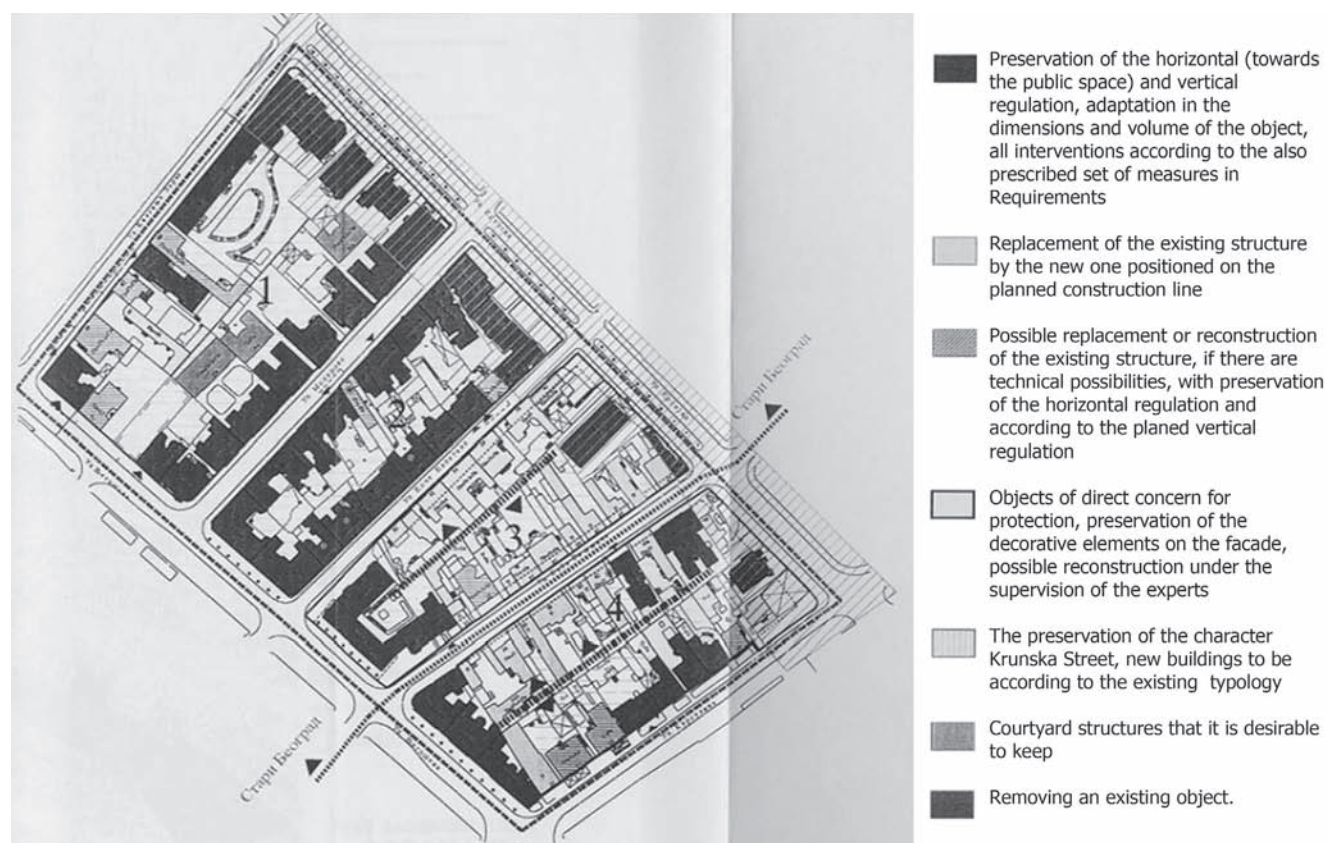 1
2
3
4
Стари Београд
Стари Београд
Preservation of the horizontal (towards
the public space) and vertical
regulation, adaptation in the
dimensions and volume of the object,
all interventions according to the also
prescribed set of measures in
Requirements
Replacement of the existing structure
by the new one positioned on the
planned construction line
Possible replacement or reconstruction
of the existing structure, if there are
technical possibilities, with preservation
of the horizontal regulation and
according to the planed vertical
regulation
Objects of direct concern for
protection, preservation of the
decorative elements on the facade,
possible reconstruction under the
supervision of the experts
The preservation of the character
Krunska Street, new buildings to be
according to the existing typology
Courtyard structures that it is desirable
to keep
Removing an existing object.